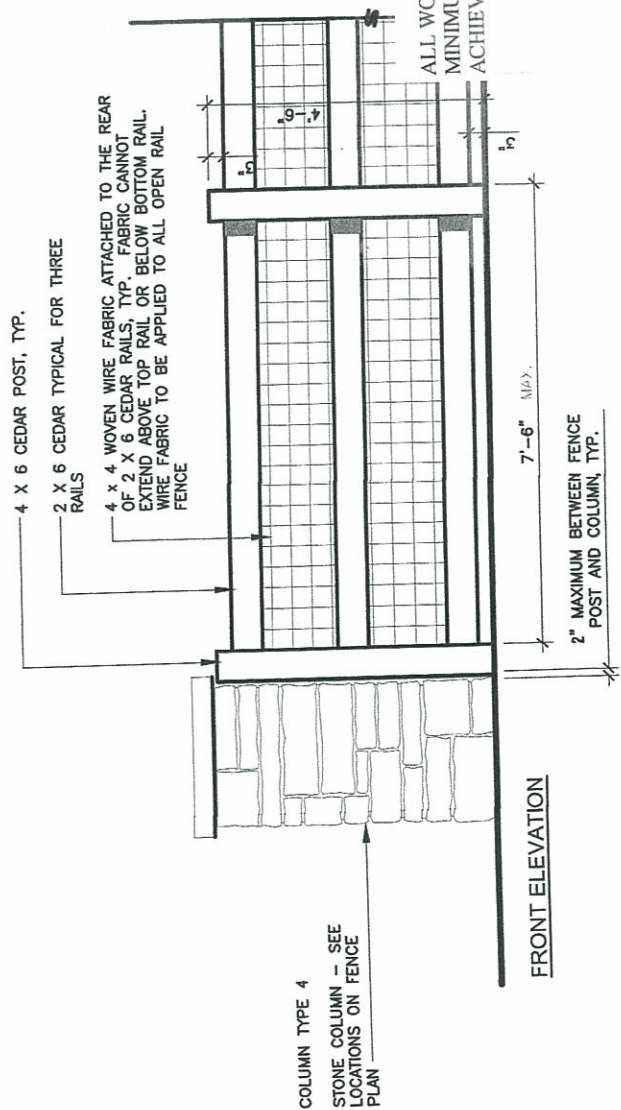 4 X 6 CEDAR POST, TYP.
2 X 6 CEDAR TYPICAL FOR THREE
RAILS
4 X 4 WOVEN WIRE FABRIC ATTACHED TO THE REAR
OF 2 X 6 CEDAR RAILS, TYP. FABRIC CANNOT
EXTEND ABOVE TOP RAIL OR BELOW BOTTOM RAIL.
WIRE FABRIC TO BE APPLIED TO ALL OPEN RAIL
FENCE
3"
4'-6"
ALL WO
MINIMU
ACHIEV
7'-6" MAX.
2" MAXIMUM BETWEEN FENCE
POST AND COLUMN, TYP.
COLUMN TYPE 4
STONE COLUMN – SEE
LOCATIONS ON FENCE
PLAN
FRONT ELEVATION